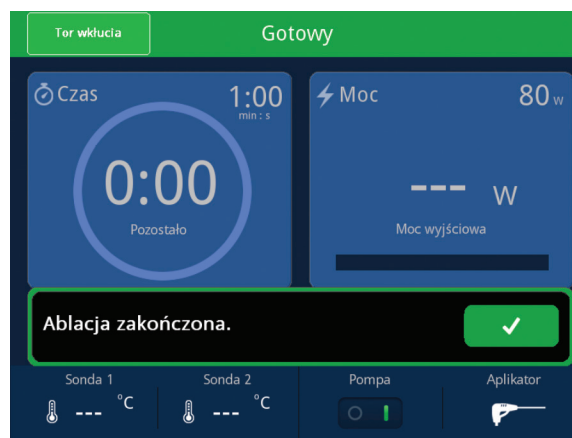 Tor wkłucia
Gotowy
Czas
1:00
min : s
0:00
Pozostało
Moc
80 w
--- W
Moc wyjściowa
Ablacja zakończona.
Sonda 1
--- °C
Sonda 2
--- °C
Pompa
Aplikator